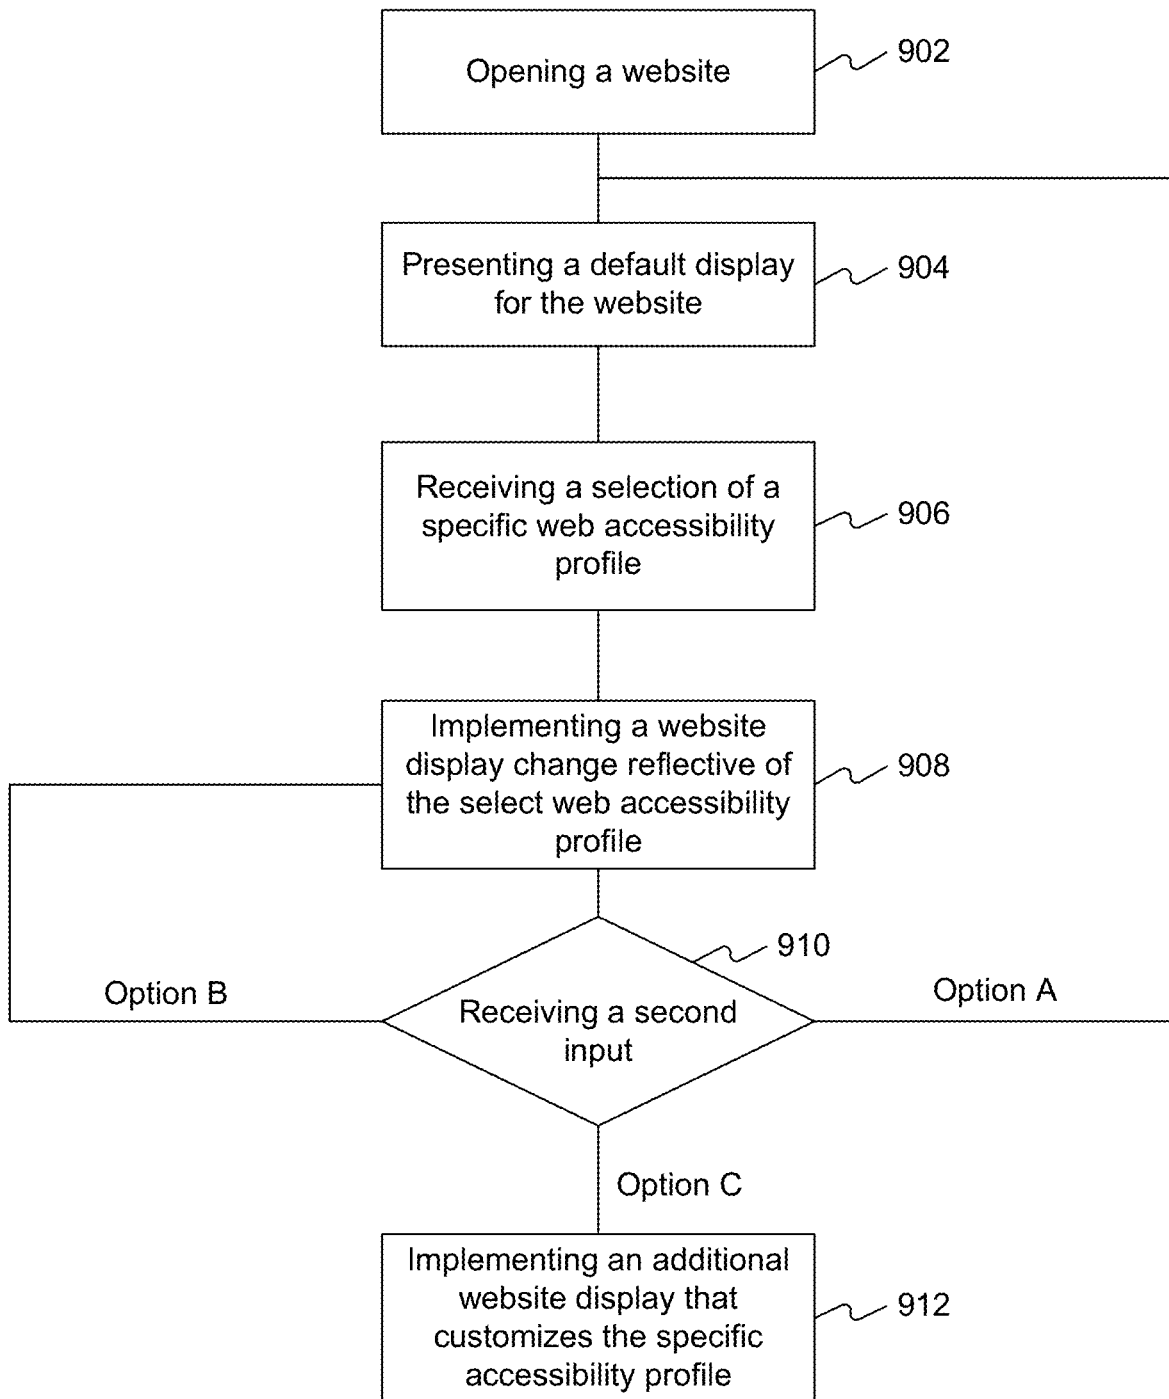 Opening a website
902
Presenting a default display
for the website
904
Receiving a selection of a
specific web accessibility
profile
906
Implementing a website
display change reflective of
the select web accessibility
profile
908
910
Option B
Receiving a second
input
Option A
Option C
Implementing an additional
website display that
customizes the specific
accessibility profile
912